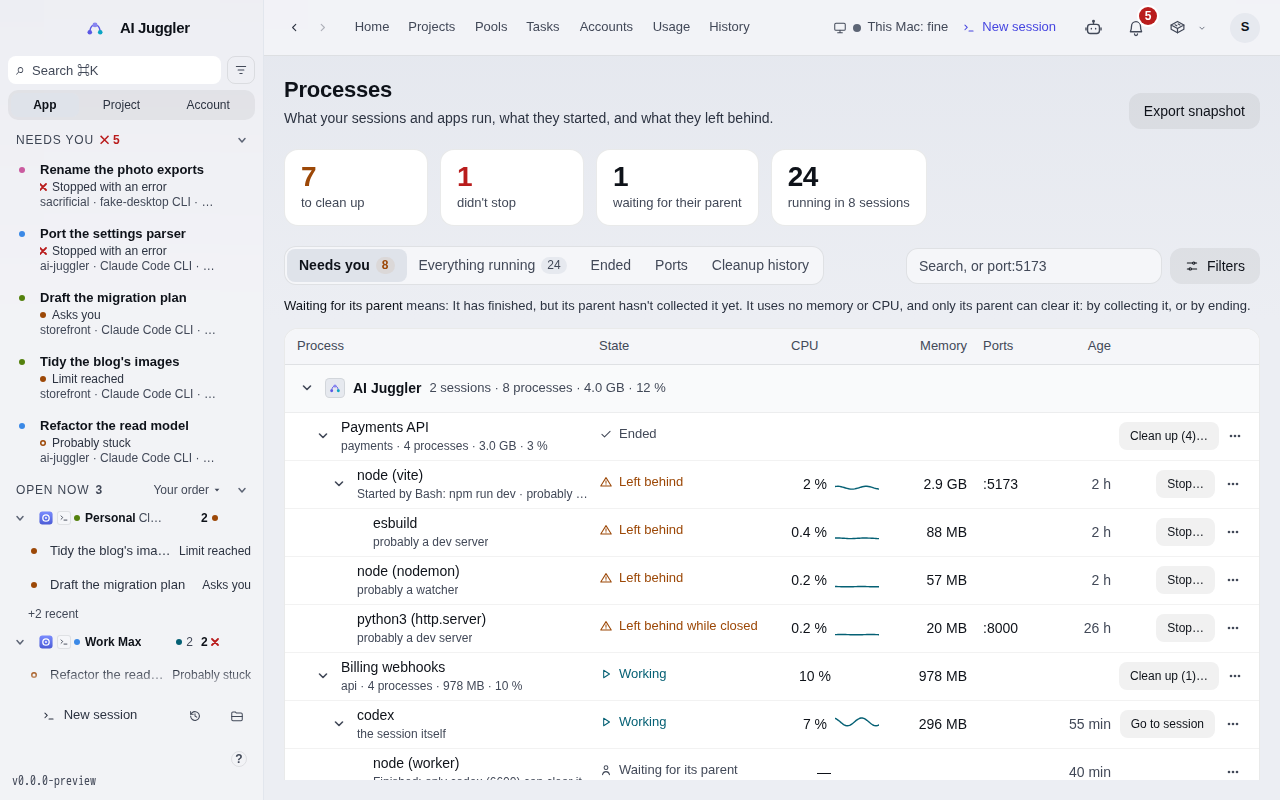 AI Juggler
Search ⌘K
App Project Account
NEEDS YOU 5
Rename the photo exports
Stopped with an error
sacrificial · fake-desktop CLI · …
Port the settings parser
Stopped with an error
ai-juggler · Claude Code CLI · …
Draft the migration plan
Asks you
storefront · Claude Code CLI · …
Tidy the blog's images
Limit reached
storefront · Claude Code CLI · …
Refactor the read model
Probably stuck
ai-juggler · Claude Code CLI · …
OPEN NOW 3 Your order
Personal Cl… 2
Tidy the blog's ima… Limit reached
Draft the migration plan Asks you
+2 recent
Work Max 2 2
Refactor the read… Probably stuck
New session
?
v0.0.0-preview
Home Projects Pools Tasks Accounts Usage History
This Mac: fine New session 5 S
Processes
What your sessions and apps run, what they started, and what they left behind.
Export snapshot
7
to clean up
1
didn't stop
1
waiting for their parent
24
running in 8 sessions
Needs you 8 Everything running 24 Ended Ports Cleanup history
Search, or port:5173 Filters
Waiting for its parent means: It has finished, but its parent hasn't collected it yet. It uses no memory or CPU, and only its parent can clear it: by collecting it, or by ending.
Process State CPU Memory Ports Age
AI Juggler 2 sessions · 8 processes · 4.0 GB · 12 %
Payments API Ended Clean up (4)…
payments · 4 processes · 3.0 GB · 3 %
node (vite) Left behind 2 % 2.9 GB :5173 2 h Stop…
Started by Bash: npm run dev · probably …
esbuild Left behind 0.4 % 88 MB 2 h Stop…
probably a dev server
node (nodemon) Left behind 0.2 % 57 MB 2 h Stop…
probably a watcher
python3 (http.server) Left behind while closed 0.2 % 20 MB :8000 26 h Stop…
probably a dev server
Billing webhooks Working 10 % 978 MB Clean up (1)…
api · 4 processes · 978 MB · 10 %
codex Working 7 % 296 MB 55 min Go to session
the session itself
node (worker) Waiting for its parent — 40 min